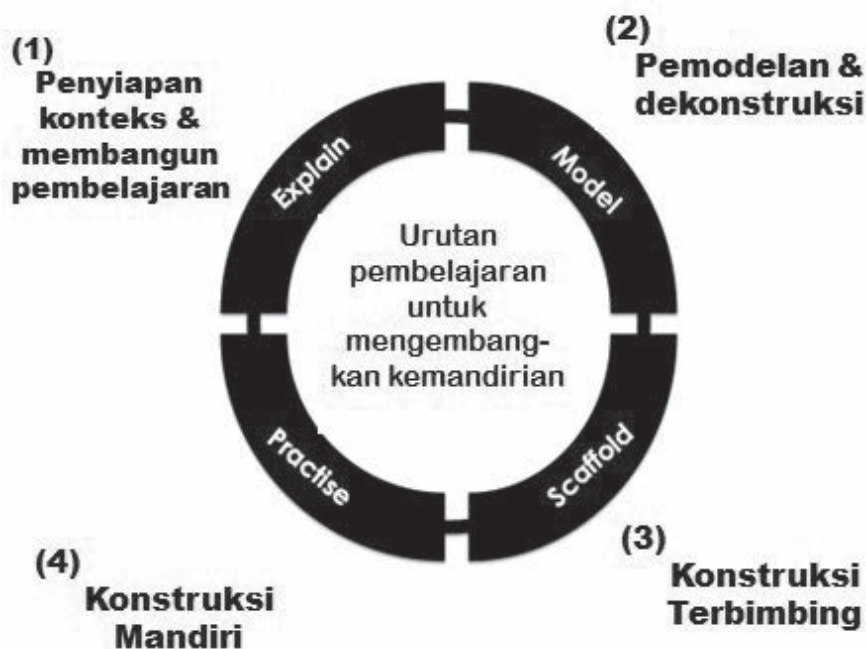 (1)
Penyiapan
konteks &
membangun
pembelajaran
Explain
(2)
Pemodelan &
dekonstruksi
Model
Urutan
pembelajaran
untuk
mengembang-
kan kemandirian
Scaffold
(3)
Konstruksi
Terbimbing
Practise
(4)
Konstruksi
Mandiri